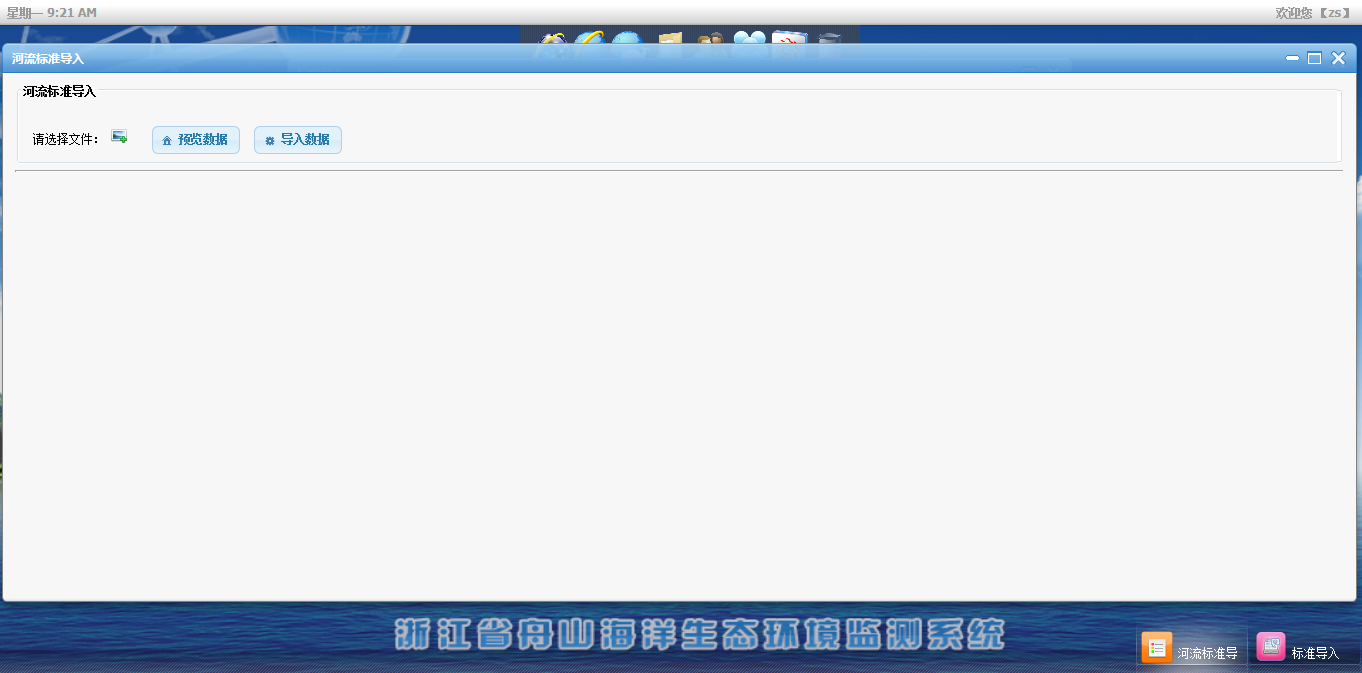 星期一 9:21 AM
欢迎您 【zs】
河流标准导入
河流标准导入
请选择文件：
预览数据
导入数据
浙江省舟山海洋生态环境监测系统
河流标准导
标准导入